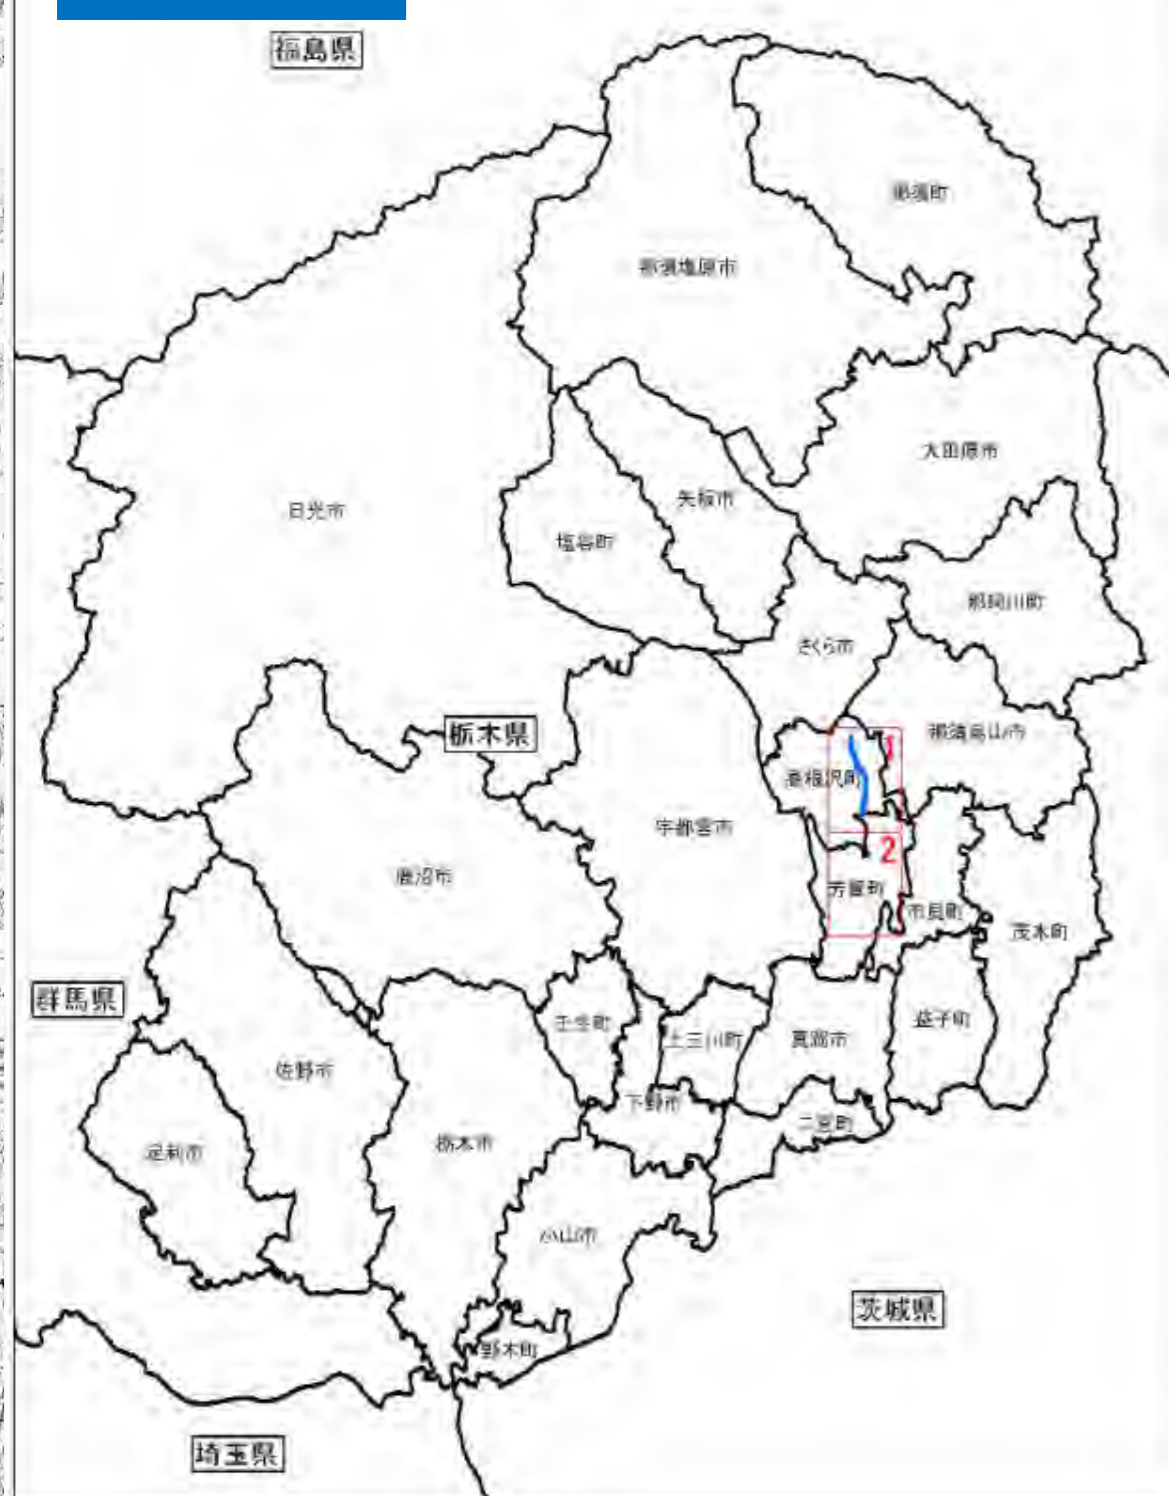 福島県
那須町
那須塩原市
大田原市
矢板市
日光市
塩谷町
那珂川町
さくら市
栃木県
那須烏山市
1
高根沢町
宇都宮市
2
鹿沼市
芳賀町
市貝町
茂木町
群馬県
壬生町
上三川町
真岡市
益子町
佐野市
下野市
二宮町
足利市
栃木市
小山市
茨城県
野木町
埼玉県